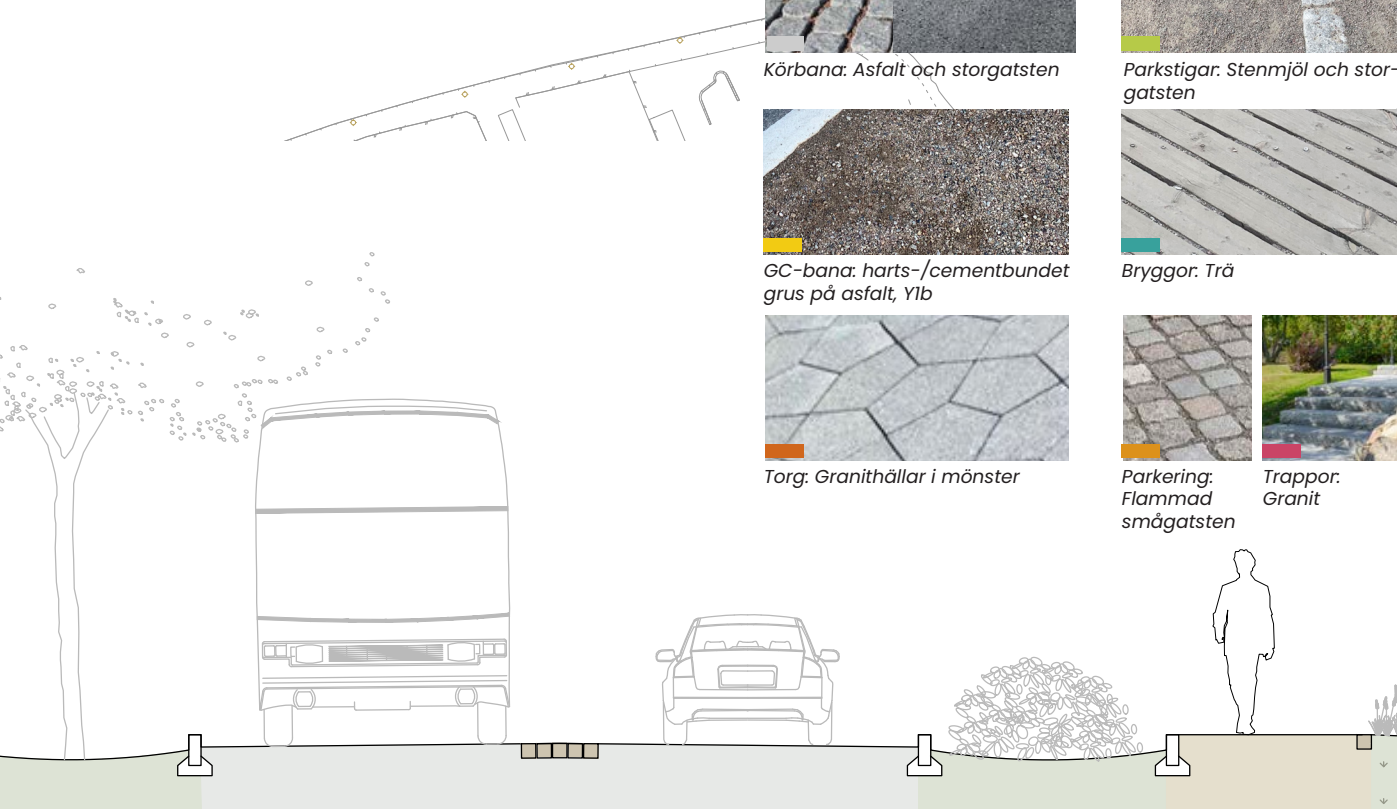 Körbana: Asfalt och storgatsten
Parkstigar: Stenmjöl och stor-
gatsten
GC-bana: harts-/cementbundet
grus på asfalt, Y1b
Bryggor: Trä
Torg: Granithällar i mönster
Parkering:
Flammad
smågatsten
Trappor:
Granit